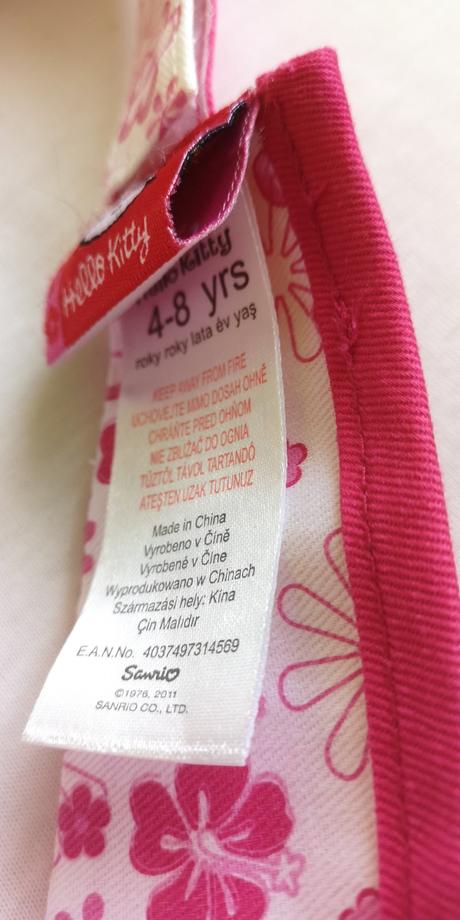 Hello Kitty
Hello Kitty
4-8 yrs
roky roky lata év yaş
KEEP AWAY FROM FIRE
UCHOVEJTE MIMO DOSAH OHNĚ
CHRÁŇTE PRED OHŇOM
NIE ZBLIŻAĆ DO OGNIA
TŰZTŐL TÁVOL TARTANDÓ
ATEŞTEN UZAK TUTUNUZ
Made in China
Vyrobeno v Číně
Vyrobené v Číne
Wyprodukowano w Chinach
Származási hely: Kína
Çin Malıdır
E.A.N.No. 4037497314569
Sanrio
©1976, 2011
SANRIO CO., LTD.